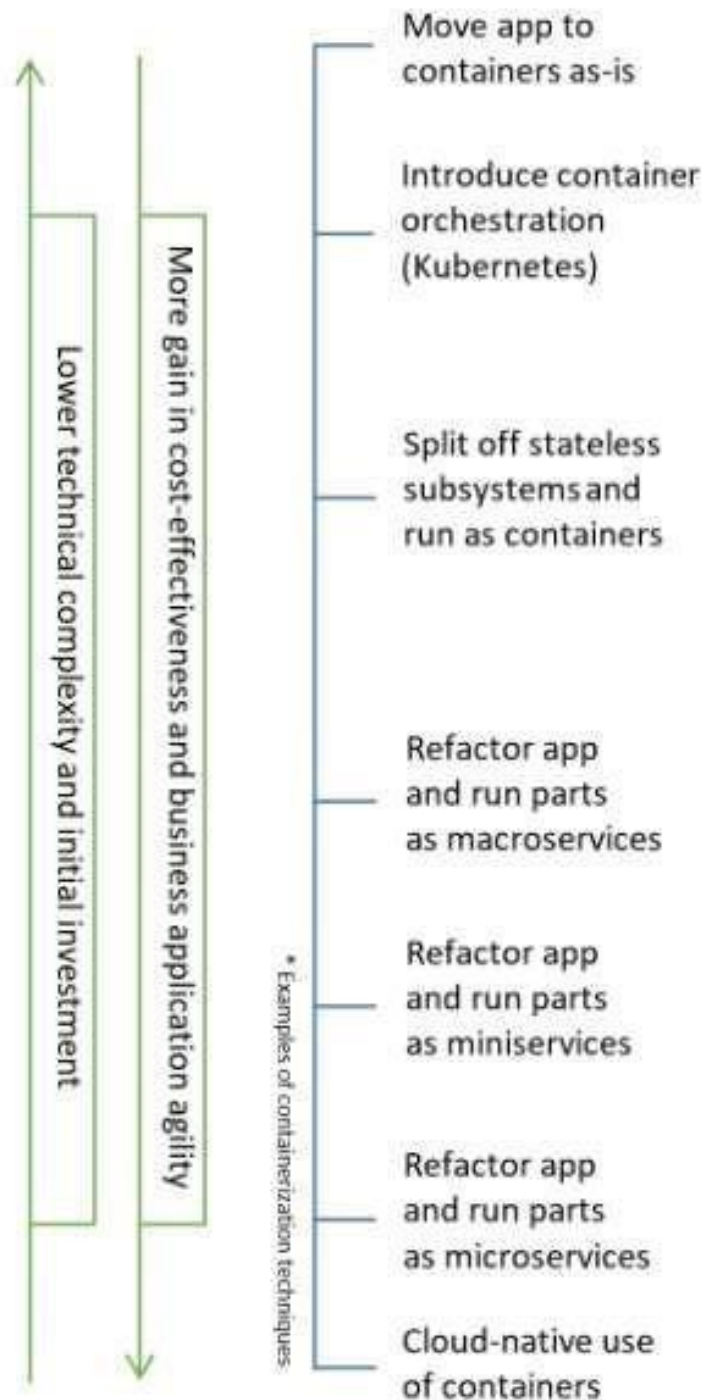 Move app to
containers as-is
Introduce container
orchestration
(Kubernetes)
Split off stateless
subsystems and
run as containers
Refactor app
and run parts
as macroservices
Refactor app
and run parts
as miniservices
Refactor app
and run parts
as microservices
Cloud-native use
of containers
More gain in cost-effectiveness and business application agility
Lower technical complexity and initial investment
* Examples of containerization techniques.